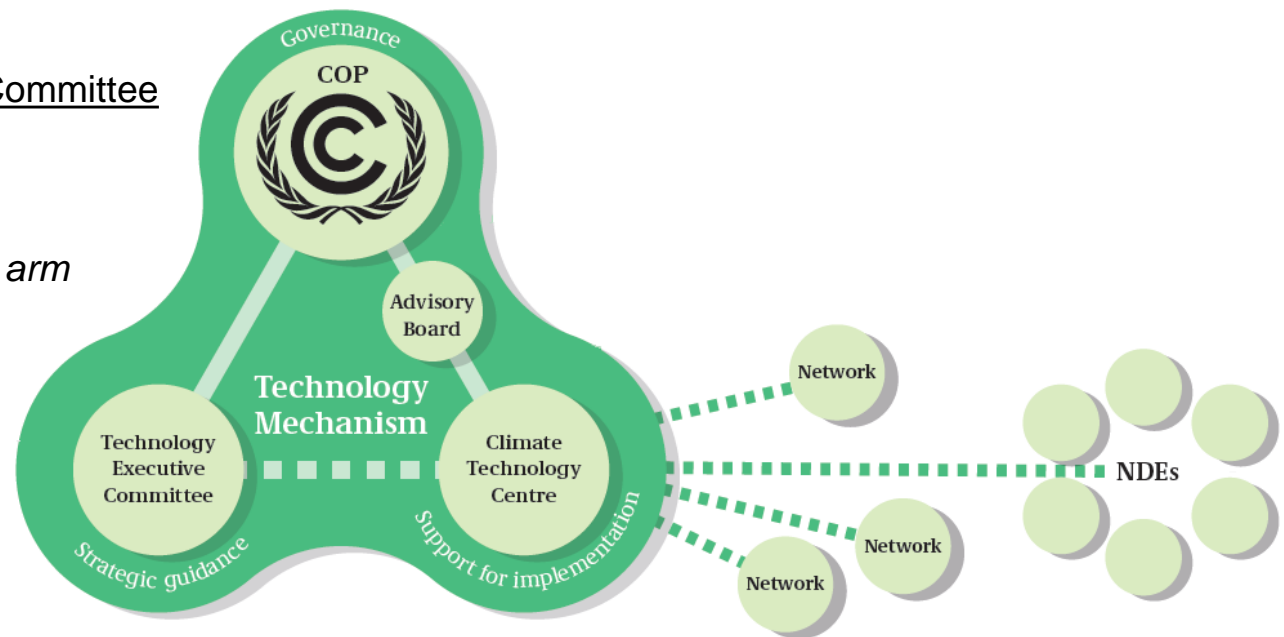 Governance
COP
Committee
arm
Advisory
Board
Technology
Mechanism
Technology
Executive
Committee
Climate
Technology
Centre
Strategic guidance
Support for implementation
Network
NDEs
Network
Network